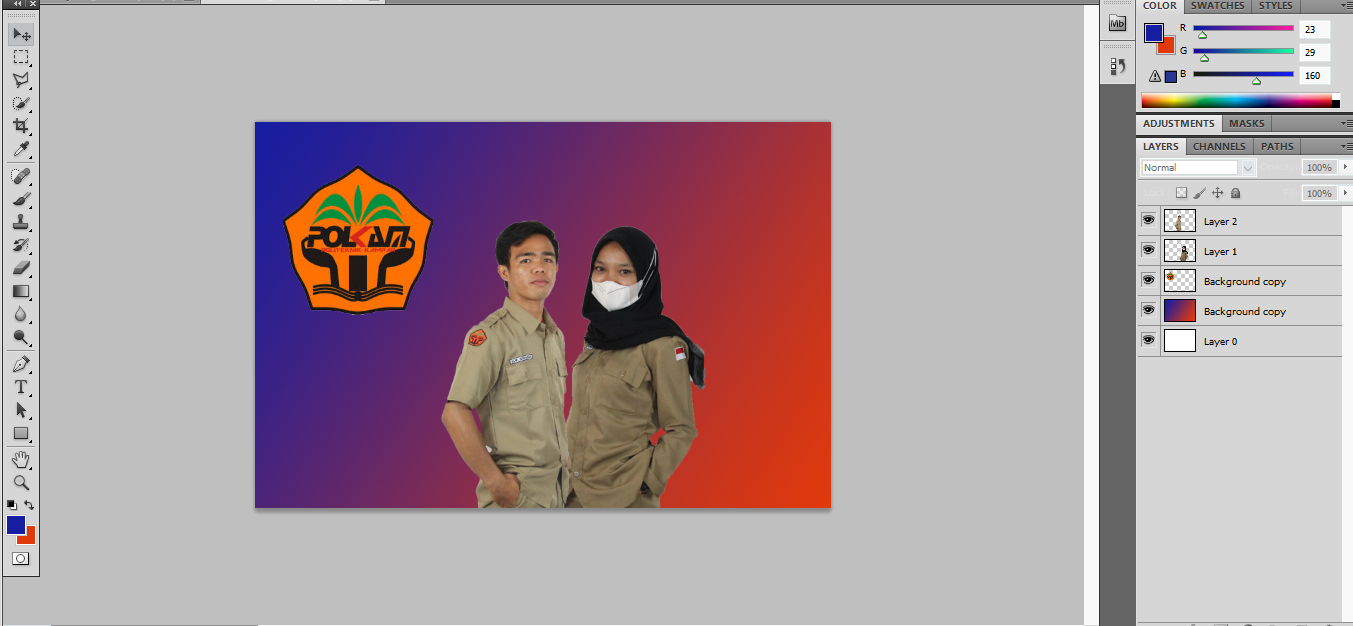 COLOR SWATCHES STYLES
R 23
G 29
B 160
Mb
ADJUSTMENTS MASKS
LAYERS CHANNELS PATHS
Normal 100%
100%
Layer 2
Layer 1
Background copy
Background copy
Layer 0
POLKAM
POLITEKNIK KAMPAR
T